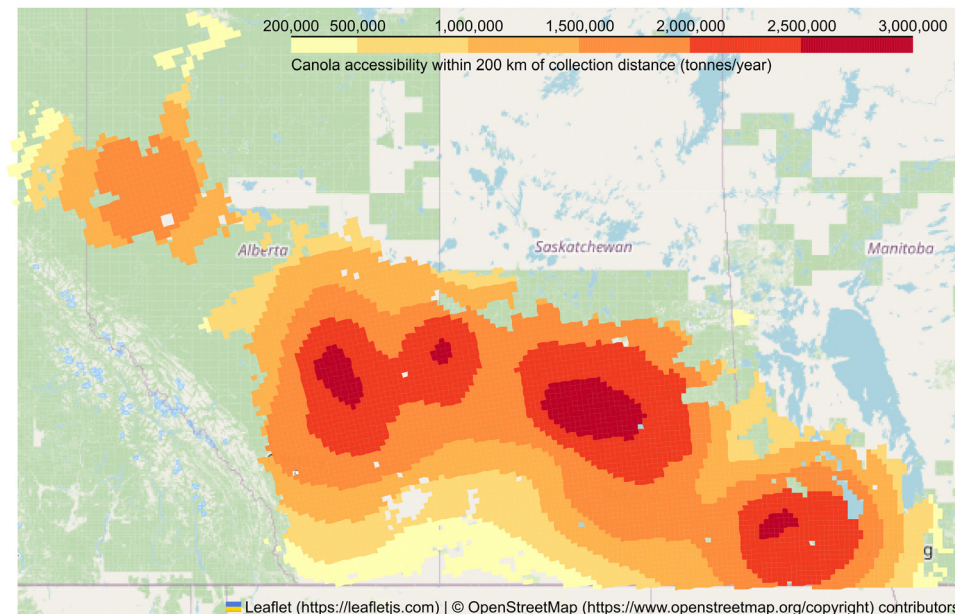 200,000 500,000 1,000,000 1,500,000 2,000,000 2,500,000 3,000,000
Canola accessibility within 200 km of collection distance (tonnes/year)
Alberta
Saskatchewan
Manitoba
g
Leaflet (https://leafletjs.com) | © OpenStreetMap (https://www.openstreetmap.org/copyright) contributors